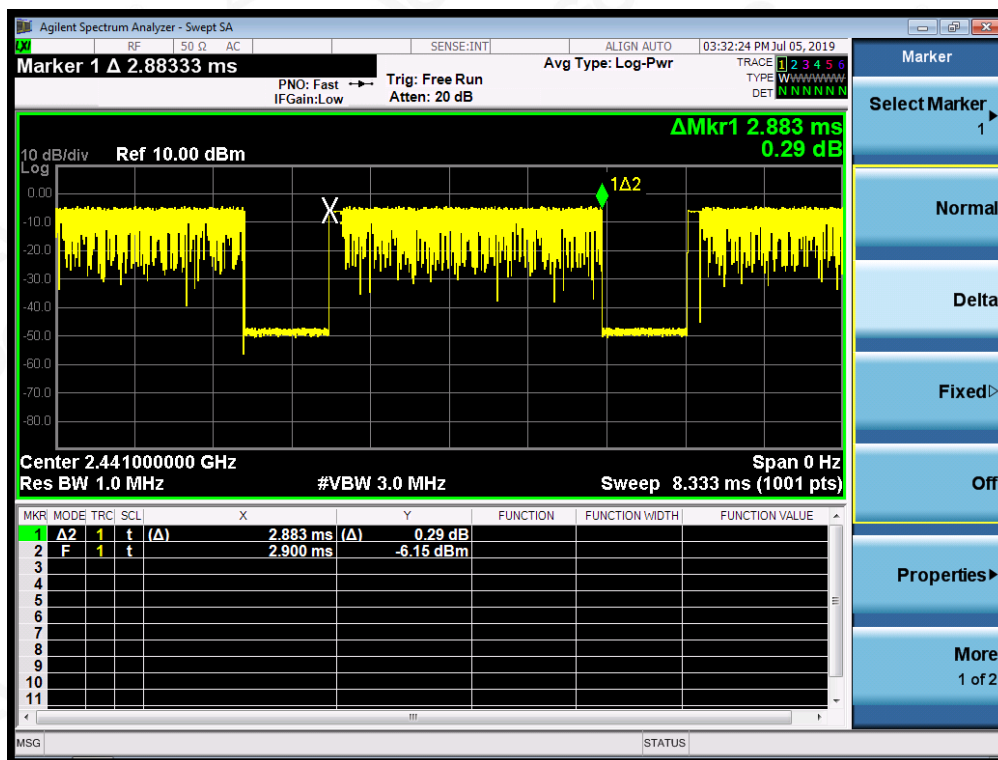 Agilent Spectrum Analyzer - Swept SA
LXI RF 50 Ω AC SENSE:INT ALIGN AUTO 03:32:24 PM Jul 05, 2019
Marker 1 Δ 2.88333 ms
PNO: Fast
IFGain:Low
Trig: Free Run
Atten: 20 dB
Avg Type: Log-Pwr
TRACE 1 2 3 4 5 6
TYPE WWWWWWW
DET N N N N N N
ΔMkr1 2.883 ms
0.29 dB
10 dB/div Ref 10.00 dBm
Log
0.00
-10.0
-20.0
-30.0
-40.0
-50.0
-60.0
-70.0
-80.0
X
1Δ2
Center 2.441000000 GHz Span 0 Hz
Res BW 1.0 MHz #VBW 3.0 MHz Sweep 8.333 ms (1001 pts)
MKR MODE TRC SCL X Y FUNCTION FUNCTION WIDTH FUNCTION VALUE
1 Δ2 1 t (Δ) 2.883 ms (Δ) 0.29 dB
2 F 1 t 2.900 ms -6.15 dBm
3
4
5
6
7
8
9
10
11
MSG STATUS
Marker
Select Marker
1
Normal
Delta
Fixed
Off
Properties
More
1 of 2